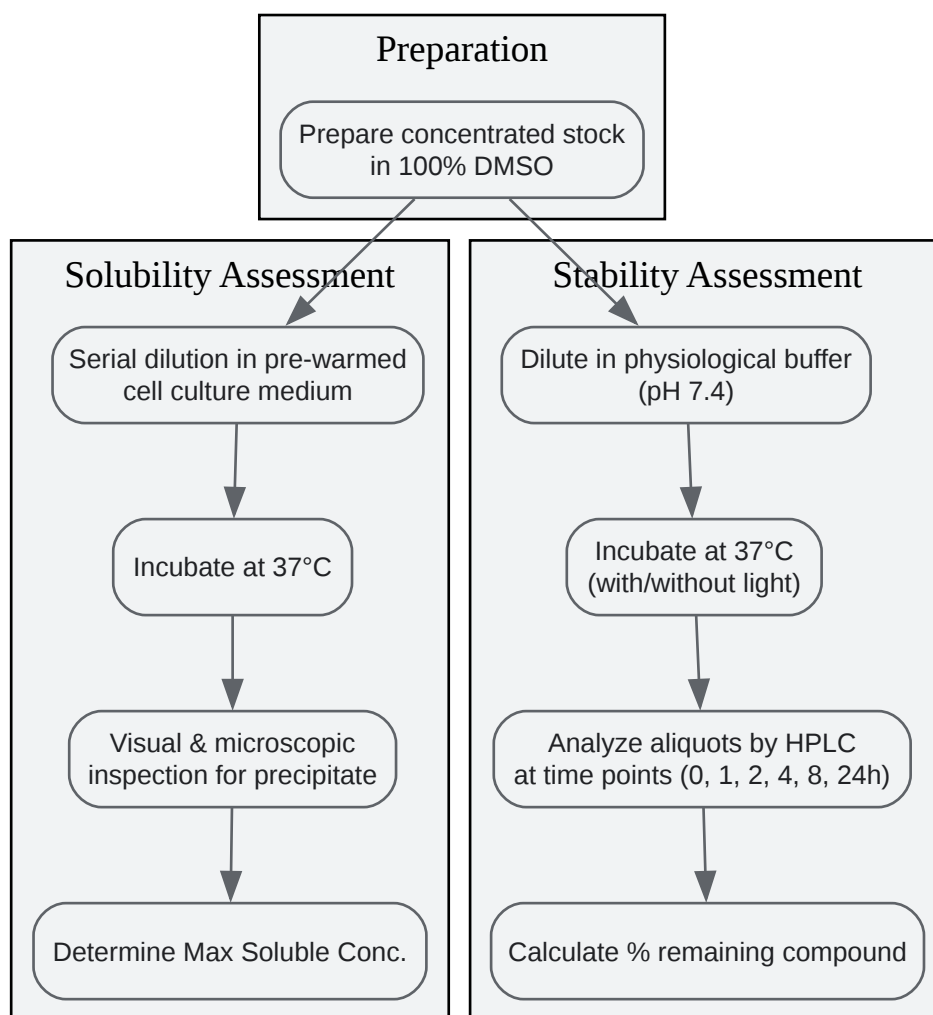 Preparation
Prepare concentrated stock
in 100% DMSO
Solubility Assessment
Serial dilution in pre-warmed
cell culture medium
Incubate at 37°C
Visual & microscopic
inspection for precipitate
Determine Max Soluble Conc.
Stability Assessment
Dilute in physiological buffer
(pH 7.4)
Incubate at 37°C
(with/without light)
Analyze aliquots by HPLC
at time points (0, 1, 2, 4, 8, 24h)
Calculate % remaining compound